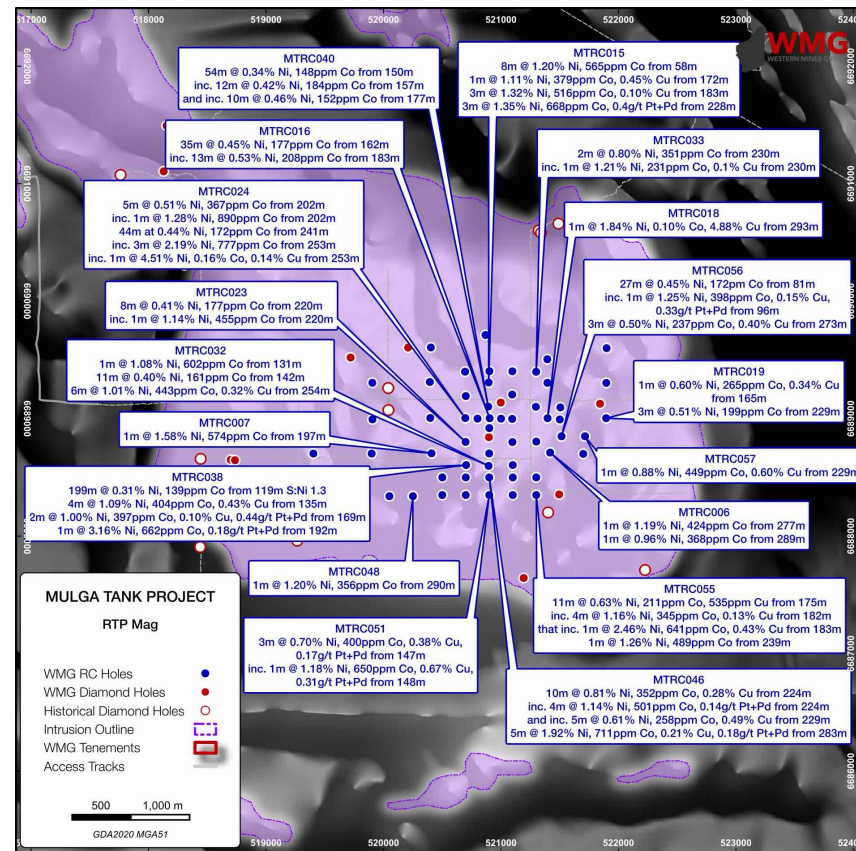 517000
518000
519000
520000
521000
522000
523000
WMG
WESTERN MINES
6692000
6691000
6690000
6689000
6688000
6687000
6686000
MTRC040
54m @ 0.34% Ni, 148ppm Co from 150m
inc. 12m @ 0.42% Ni, 184ppm Co from 157m
and inc. 10m @ 0.46% Ni, 152ppm Co from 177m
MTRC015
8m @ 1.20% Ni, 565ppm Co from 58m
1m @ 1.11% Ni, 379ppm Co, 0.45% Cu from 172m
3m @ 1.32% Ni, 516ppm Co, 0.10% Cu from 183m
3m @ 1.35% Ni, 668ppm Co, 0.4g/t Pt+Pd from 228m
MTRC016
35m @ 0.45% Ni, 177ppm Co from 162m
inc. 13m @ 0.53% Ni, 208ppm Co from 183m
MTRC033
2m @ 0.80% Ni, 351ppm Co from 230m
inc. 1m @ 1.21% Ni, 231ppm Co, 0.1% Cu from 230m
MTRC024
5m @ 0.51% Ni, 367ppm Co from 202m
inc. 1m @ 1.28% Ni, 890ppm Co from 202m
44m at 0.44% Ni, 172ppm Co from 241m
inc. 3m @ 2.19% Ni, 777ppm Co from 253m
inc. 1m @ 4.51% Ni, 0.16% Co, 0.14% Cu from 253m
MTRC018
1m @ 1.84% Ni, 0.10% Co, 4.88% Cu from 293m
MTRC056
27m @ 0.45% Ni, 172pm Co from 81m
inc. 1m @ 1.25% Ni, 398ppm Co, 0.15% Cu,
0.33g/t Pt+Pd from 96m
3m @ 0.50% Ni, 237ppm Co, 0.40% Cu from 273m
MTRC023
8m @ 0.41% Ni, 177ppm Co from 220m
inc. 1m @ 1.14% Ni, 455ppm Co from 220m
MTRC032
1m @ 1.08% Ni, 602ppm Co from 131m
11m @ 0.40% Ni, 161ppm Co from 142m
6m @ 1.01% Ni, 443ppm Co, 0.32% Cu from 254m
MTRC019
1m @ 0.60% Ni, 265ppm Co, 0.34% Cu
from 165m
3m @ 0.51% Ni, 199ppm Co from 229m
MTRC007
1m @ 1.58% Ni, 574ppm Co from 197m
MTRC057
1m @ 0.88% Ni, 449ppm Co, 0.60% Cu from 229m
MTRC038
199m @ 0.31% Ni, 139ppm Co from 119m S:Ni 1.3
4m @ 1.09% Ni, 404ppm Co, 0.43% Cu from 135m
2m @ 1.00% Ni, 397ppm Co, 0.10% Cu, 0.44g/t Pt+Pd from 169m
1m @ 3.16% Ni, 662ppm Co, 0.18g/t Pt+Pd from 192m
MTRC006
1m @ 1.19% Ni, 424ppm Co from 277m
1m @ 0.96% Ni, 368ppm Co from 289m
MTRC048
1m @ 1.20% Ni, 356ppm Co from 290m
MTRC055
11m @ 0.63% Ni, 211ppm Co, 535ppm Cu from 175m
inc. 4m @ 1.16% Ni, 345ppm Co, 0.13% Cu from 182m
that inc. 1m @ 2.46% Ni, 641ppm Co, 0.43% Cu from 183m
1m @ 1.26% Ni, 489ppm Co from 239m
MTRC051
3m @ 0.70% Ni, 400ppm Co, 0.38% Cu,
0.17g/t Pt+Pd from 147m
inc. 1m @ 1.18% Ni, 650ppm Co, 0.67% Cu,
0.31g/t Pt+Pd from 148m
MTRC046
10m @ 0.81% Ni, 352ppm Co, 0.28% Cu from 224m
inc. 4m @ 1.14% Ni, 501ppm Co, 0.14g/t Pt+Pd from 224m
and inc. 5m @ 0.61% Ni, 258ppm Co, 0.49% Cu from 229m
5m @ 1.92% Ni, 711ppm Co, 0.21% Cu, 0.18g/t Pt+Pd from 283m
MULGA TANK PROJECT
RTP Mag
WMG RC Holes
WMG Diamond Holes
Historical Diamond Holes
Intrusion Outline
WMG Tenements
Access Tracks
500 1,000 m
GDA2020 MGA51
6692000
6691000
6689000
6688000
6687000
6686000
519000
520000
521000
522000
523000